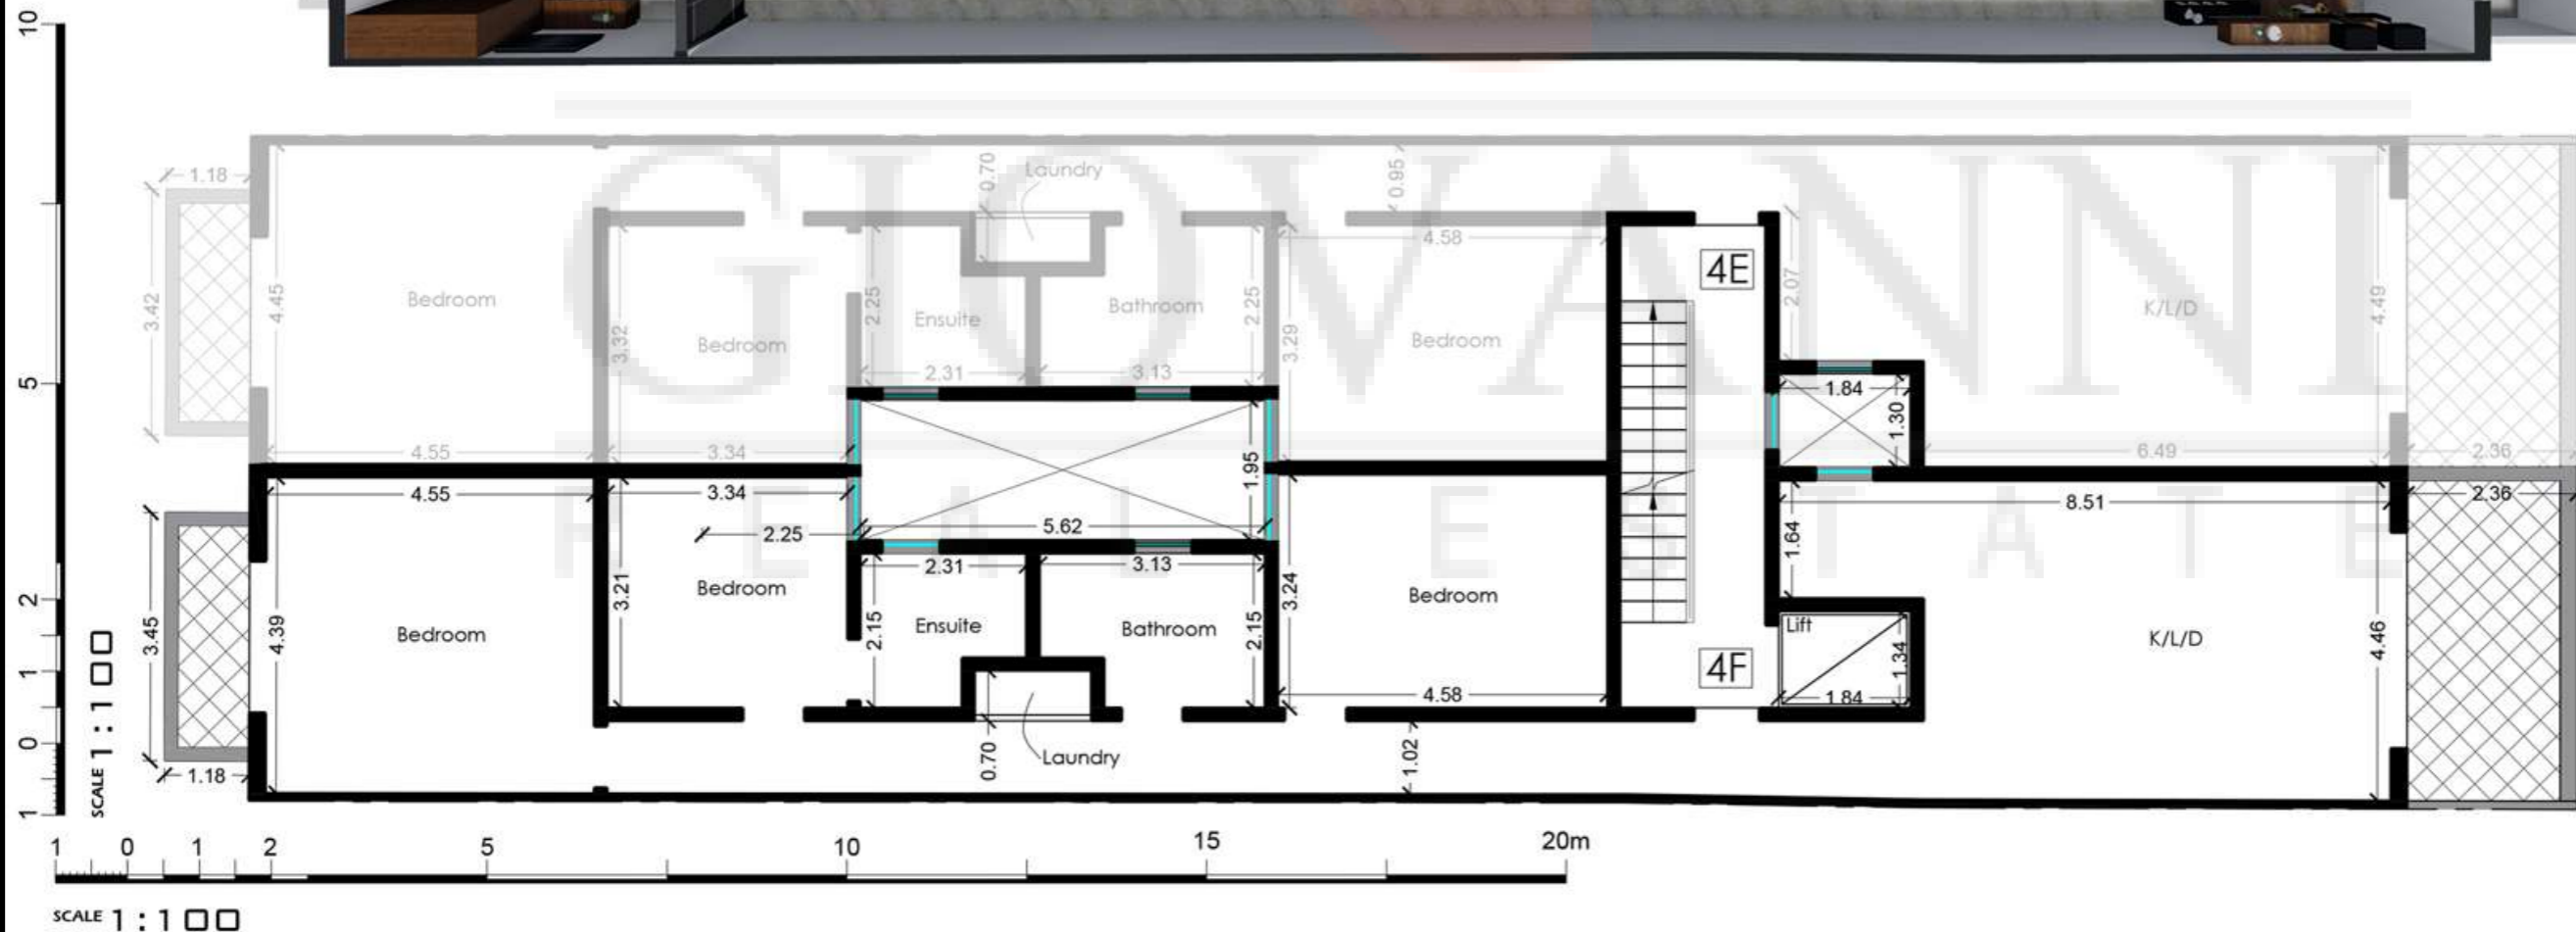 10
5
2
1
0
1
SCALE 1:100
GIOVANNI
REAL ESTATE
1.18
3.42
4.45
Bedroom
4.55
3.32
Bedroom
3.34
2.25
Ensuite
2.31
0.70
Laundry
Bathroom
3.13
2.25
3.29
0.95
4.58
Bedroom
4E
2.07
1.84
1.30
K/L/D
6.49
4.49
2.36
5.62
1.95
3.45
1.18
4.39
4.55
Bedroom
3.21
3.34
2.25
Bedroom
2.15
2.31
Ensuite
0.70
Laundry
3.13
Bathroom
2.15
3.24
Bedroom
4.58
1.02
4F
1.64
Lift
1.34
1.84
8.51
K/L/D
4.46
2.36
1 0 1 2 5 10 15 20m
SCALE 1:100